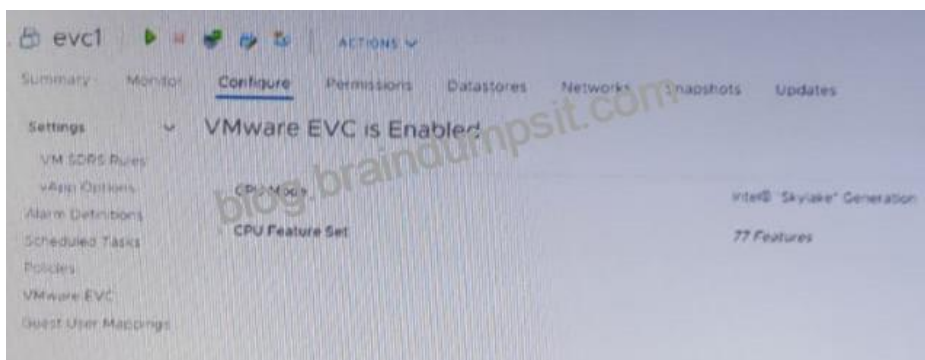 evc1 ACTIONS
Summary Monitor Configure Permissions Datastores Networks Snapshots Updates
Settings
VMware EVC is Enabled
VM SDRS Rules
vApp Options
CPU Mode Intel® "Skylake" Generation
Alarm Definitions
CPU Feature Set 77 Features
Scheduled Tasks
Policies
VMware EVC
Guest User Mappings
blog.braindumpsit.com